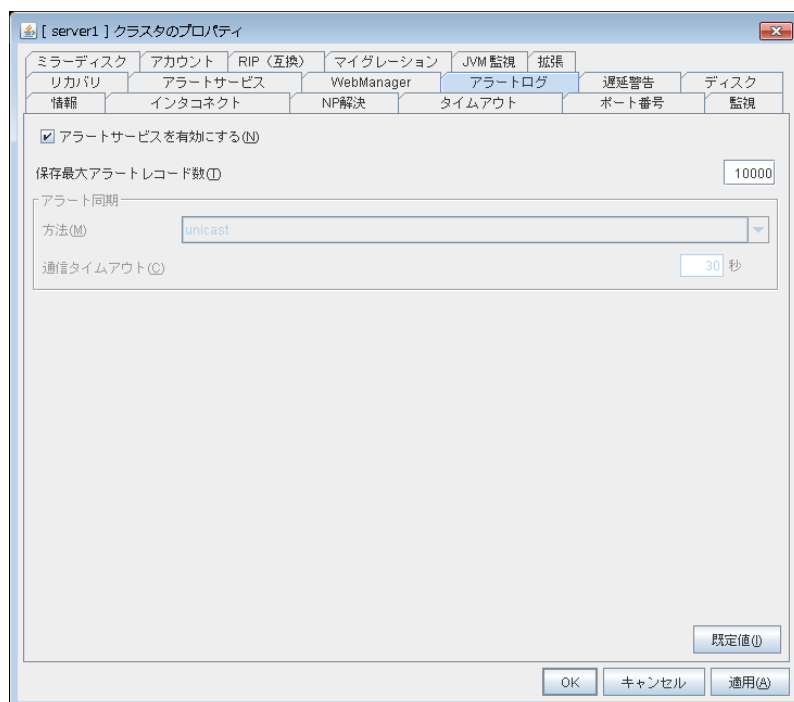 [ server1 ] クラスタのプロパティ
ミラーディスク アカウント RIP（互換） マイグレーション JVM 監視 拡張
リカバリ アラートサービス WebManager アラートログ 遅延警告 ディスク
情報 インタコネクト NP解決 タイムアウト ポート番号 監視
アラートサービスを有効にする(N)
保存最大アラートレコード数(T) 10000
アラート同期
方法(M) unicast
通信タイムアウト(C) 30 秒
既定値(I)
OK キャンセル 適用(A)